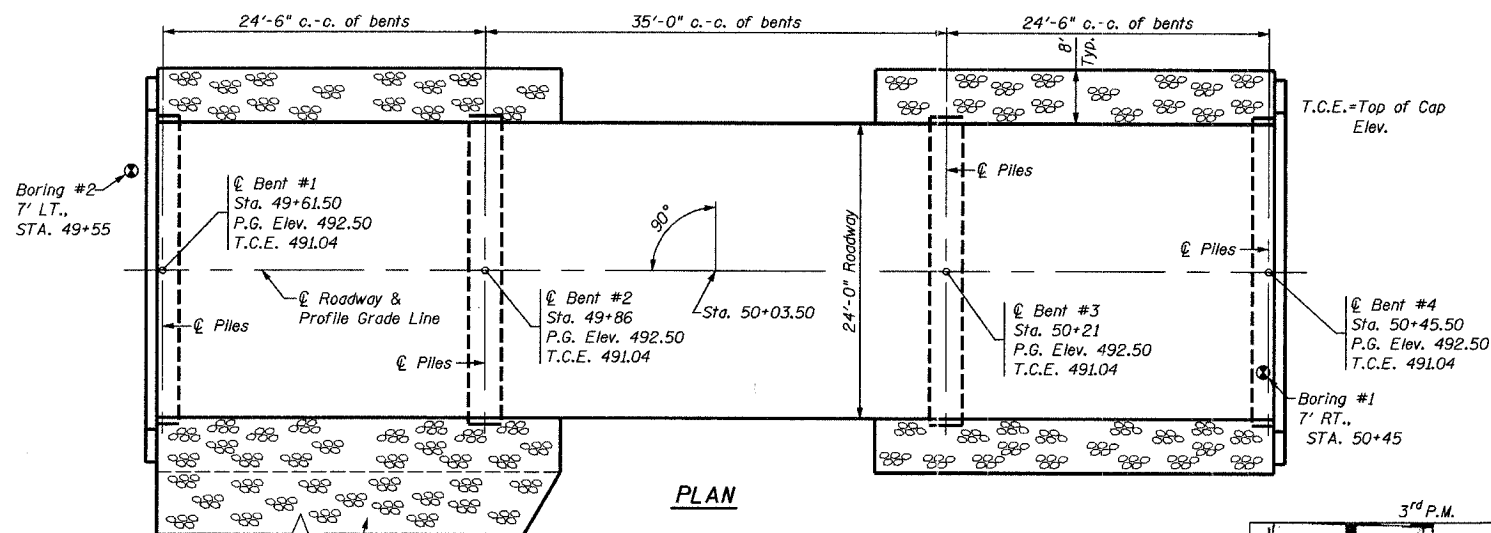 24'-6" c.-c. of bents
35'-0" c.-c. of bents
24'-6" c.-c. of bents
8'
Typ.
T.C.E.=Top of Cap
Elev.
Boring #2
7' LT.,
STA. 49+55
℄ Bent #1
Sta. 49+61.50
P.G. Elev. 492.50
T.C.E. 491.04
℄ Piles
90°
24'-0" Roadway
℄ Piles
℄ Roadway &
Profile Grade Line
℄ Piles
℄ Bent #2
Sta. 49+86
P.G. Elev. 492.50
T.C.E. 491.04
℄ Piles
Sta. 50+03.50
℄ Bent #3
Sta. 50+21
P.G. Elev. 492.50
T.C.E. 491.04
℄ Bent #4
Sta. 50+45.50
P.G. Elev. 492.50
T.C.E. 491.04
Boring #1
7' RT.,
STA. 50+45
PLAN
3rd P.M.